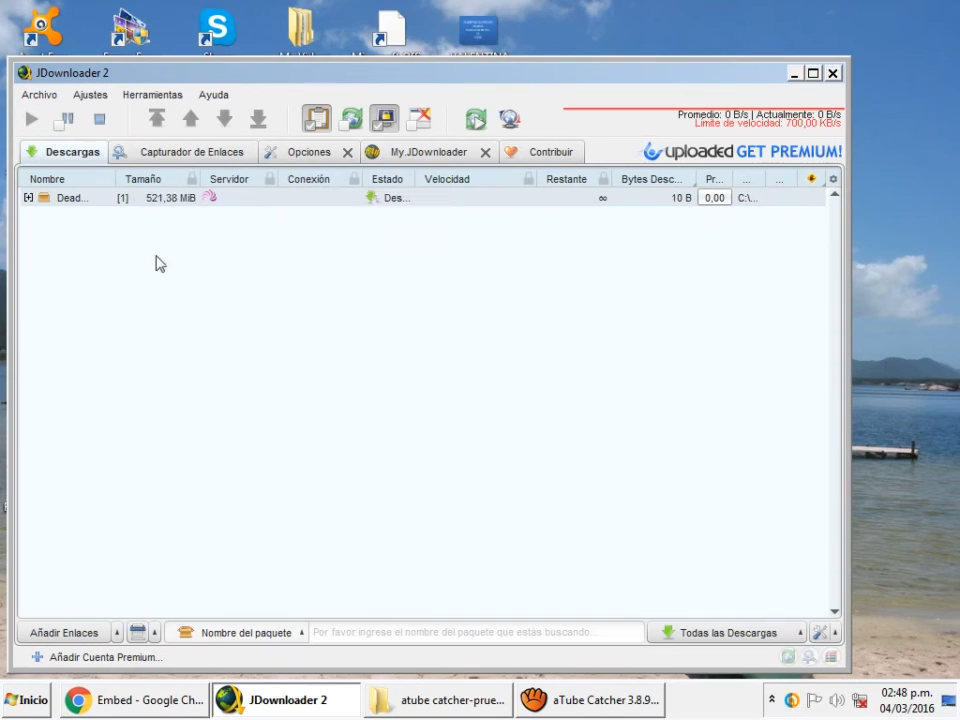 JDownloader 2
Archivo Ajustes Herramientas Ayuda
Promedio: 0 B/s | Actualmente: 0 B/s
Limite de velocidad: 700,00 KB/s
Descargas Capturador de Enlaces Opciones My.JDownloader Contribuir uploaded GET PREMIUM!
Nombre Tamaño Servidor Conexión Estado Velocidad Restante Bytes Desc... Pr... ... ...
Dead... [1] 521,38 MiB Des... ∞ 10 B 0,00 C:\...
Añadir Enlaces Nombre del paquete Por favor ingrese el nombre del paquete que estás buscando... Todas las Descargas
Añadir Cuenta Premium...
Inicio Embed - Google Ch... JDownloader 2 atube catcher-prue... aTube Catcher 3.8.9... 02:48 p.m.
04/03/2016